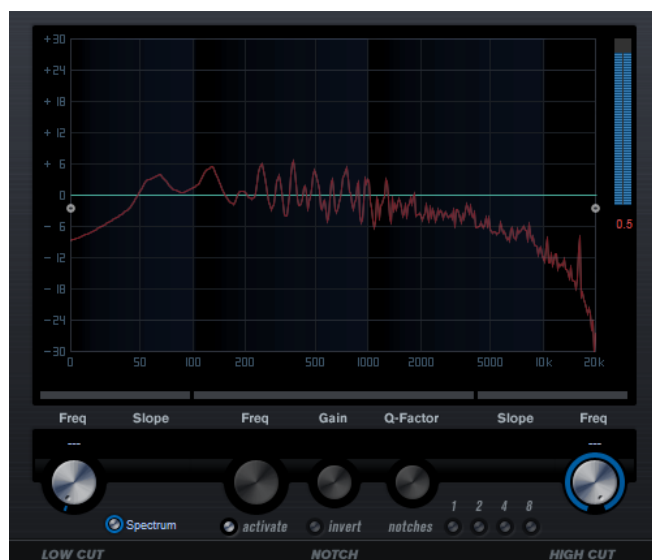 +30
+24
+ 18
+ 12
+ 6
0
- 6
- 12
- 18
-24
-30
0 50 100 200 500 1000 2000 5000 10k 20k
0.5
Freq Slope Freq Gain Q-Factor Slope Freq
--- ---
1 2 4 8
Spectrum activate invert notches
LOW CUT NOTCH HIGH CUT